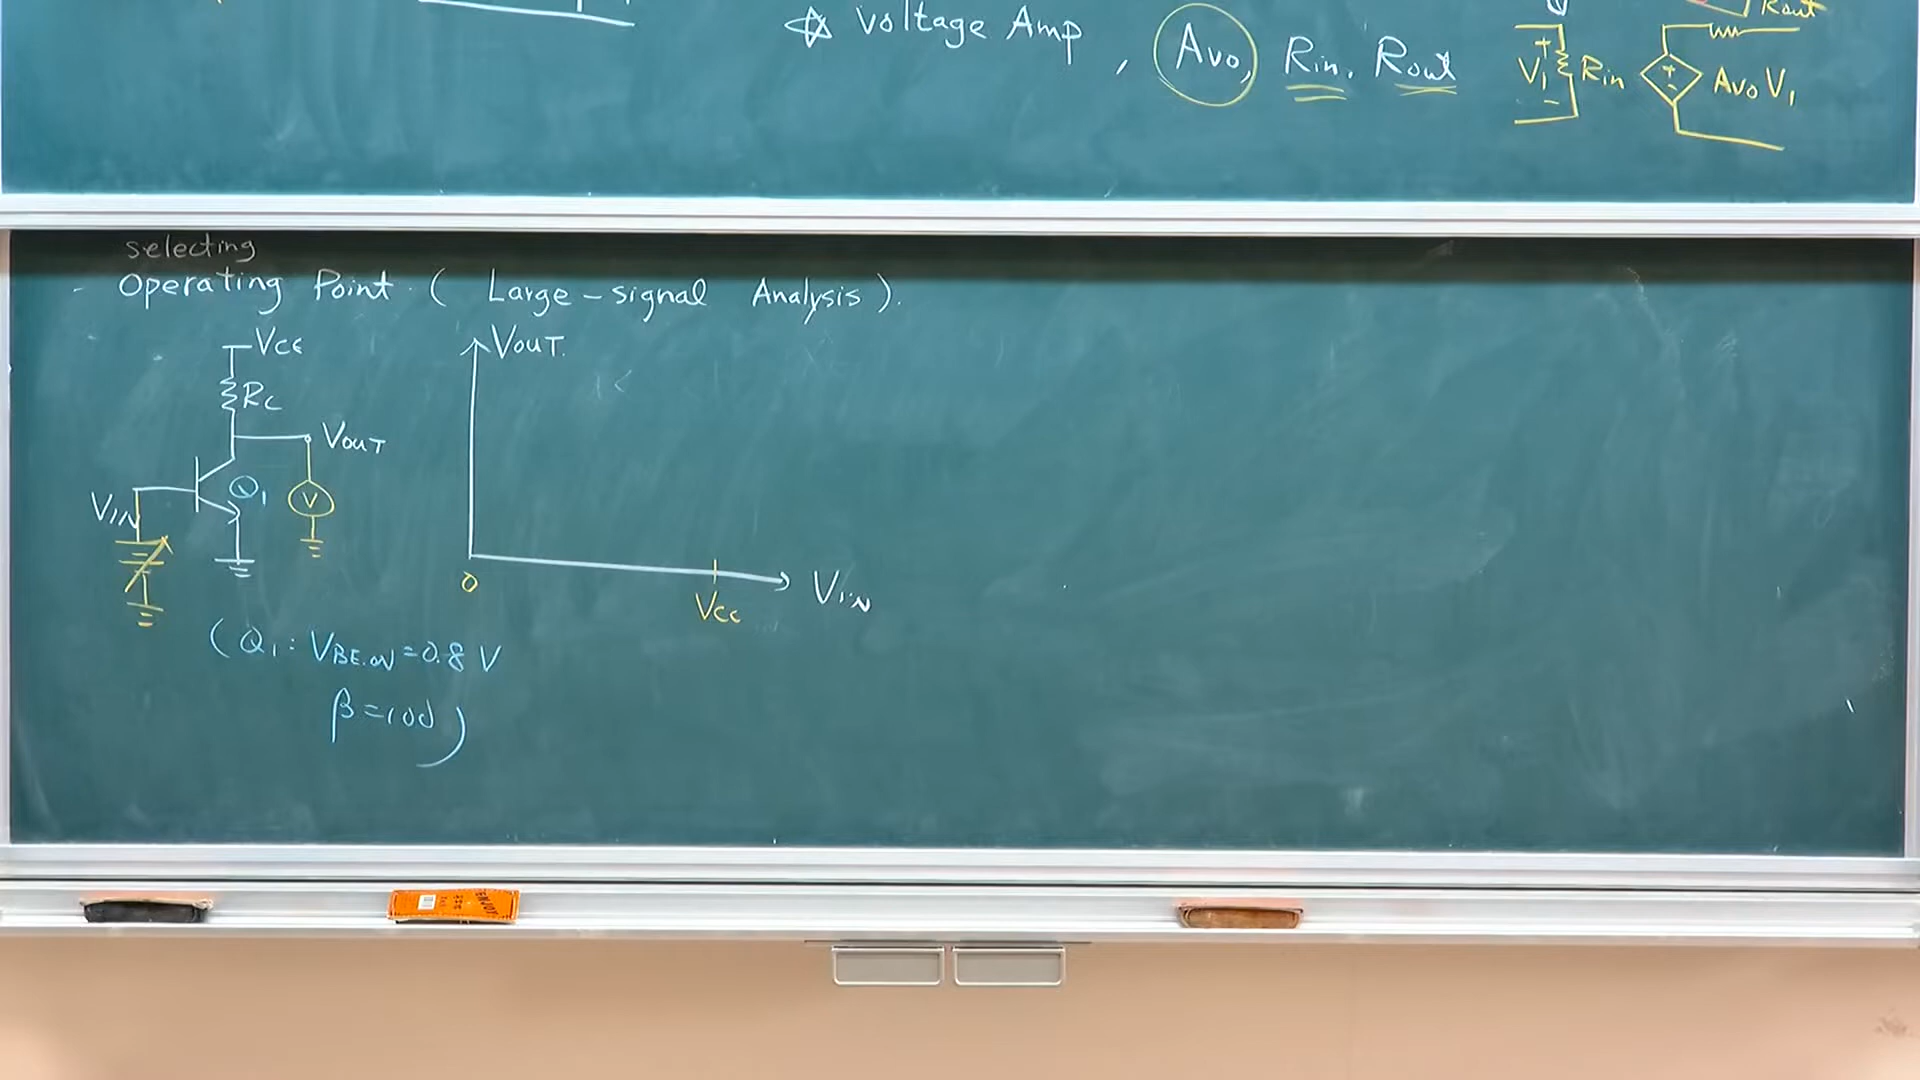 ☆ Voltage Amp, Avo, Rin, Rout
Rout
+
V1
-
Rin
+
-
Avo V1
selecting
- Operating Point (Large-signal Analysis).
Vcc
Rc
VOUT
VIN
Q1
V
VOUT
0
Vcc
VIN
(Q1: VBE.ON=0.8 V
β=100)
ENJOY